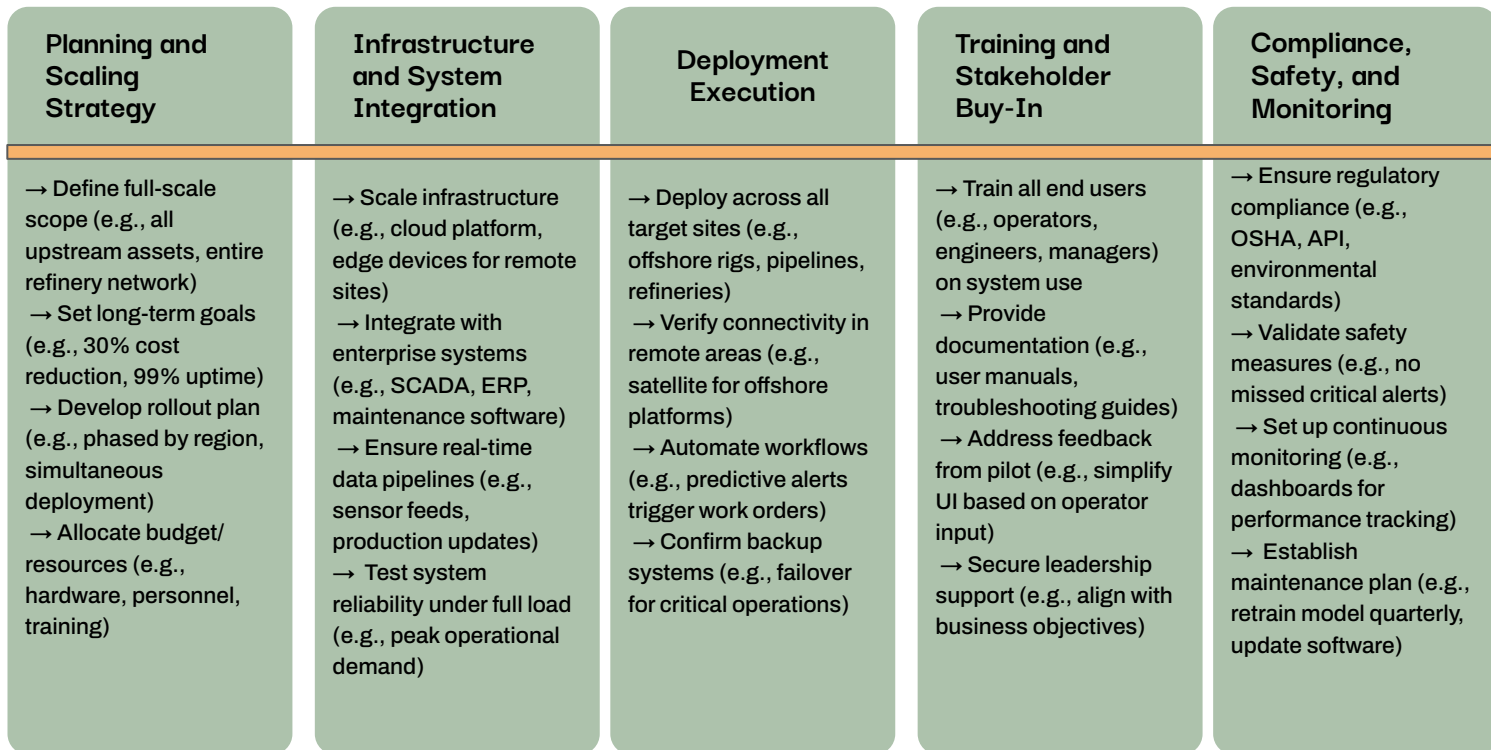 Planning and
Scaling
Strategy
→ Define full-scale
scope (e.g., all
upstream assets, entire
refinery network)
→ Set long-term goals
(e.g., 30% cost
reduction, 99% uptime)
→ Develop rollout plan
(e.g., phased by region,
simultaneous
deployment)
→ Allocate budget/
resources (e.g.,
hardware, personnel,
training)
Infrastructure
and System
Integration
→ Scale infrastructure
(e.g., cloud platform,
edge devices for remote
sites)
→ Integrate with
enterprise systems
(e.g., SCADA, ERP,
maintenance software)
→ Ensure real-time
data pipelines (e.g.,
sensor feeds,
production updates)
→ Test system
reliability under full load
(e.g., peak operational
demand)
Deployment
Execution
→ Deploy across all
target sites (e.g.,
offshore rigs, pipelines,
refineries)
→ Verify connectivity in
remote areas (e.g.,
satellite for offshore
platforms)
→ Automate workflows
(e.g., predictive alerts
trigger work orders)
→ Confirm backup
systems (e.g., failover
for critical operations)
Training and
Stakeholder
Buy-In
→ Train all end users
(e.g., operators,
engineers, managers)
on system use
→ Provide
documentation (e.g.,
user manuals,
troubleshooting guides)
→ Address feedback
from pilot (e.g., simplify
UI based on operator
input)
→ Secure leadership
support (e.g., align with
business objectives)
Compliance,
Safety, and
Monitoring
→ Ensure regulatory
compliance (e.g.,
OSHA, API,
environmental
standards)
→ Validate safety
measures (e.g., no
missed critical alerts)
→ Set up continuous
monitoring (e.g.,
dashboards for
performance tracking)
→ Establish
maintenance plan (e.g.,
retrain model quarterly,
update software)